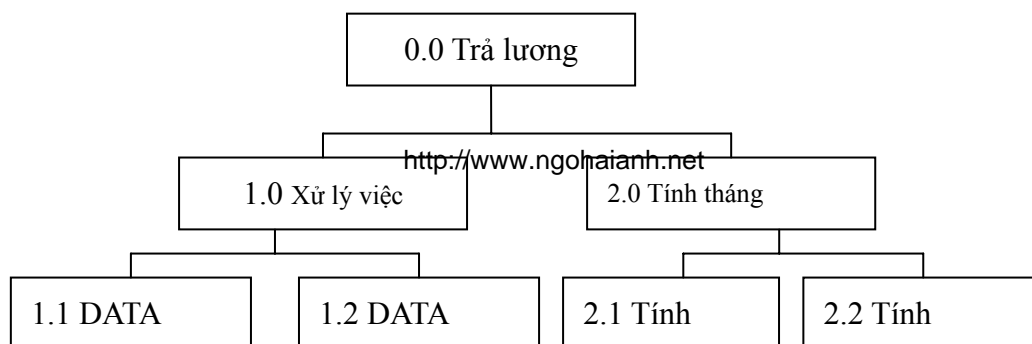 0.0 Trả lương
http://www.ngohaianh.net
1.0 Xử lý việc
2.0 Tính tháng
1.1 DATA
1.2 DATA
2.1 Tính
2.2 Tính